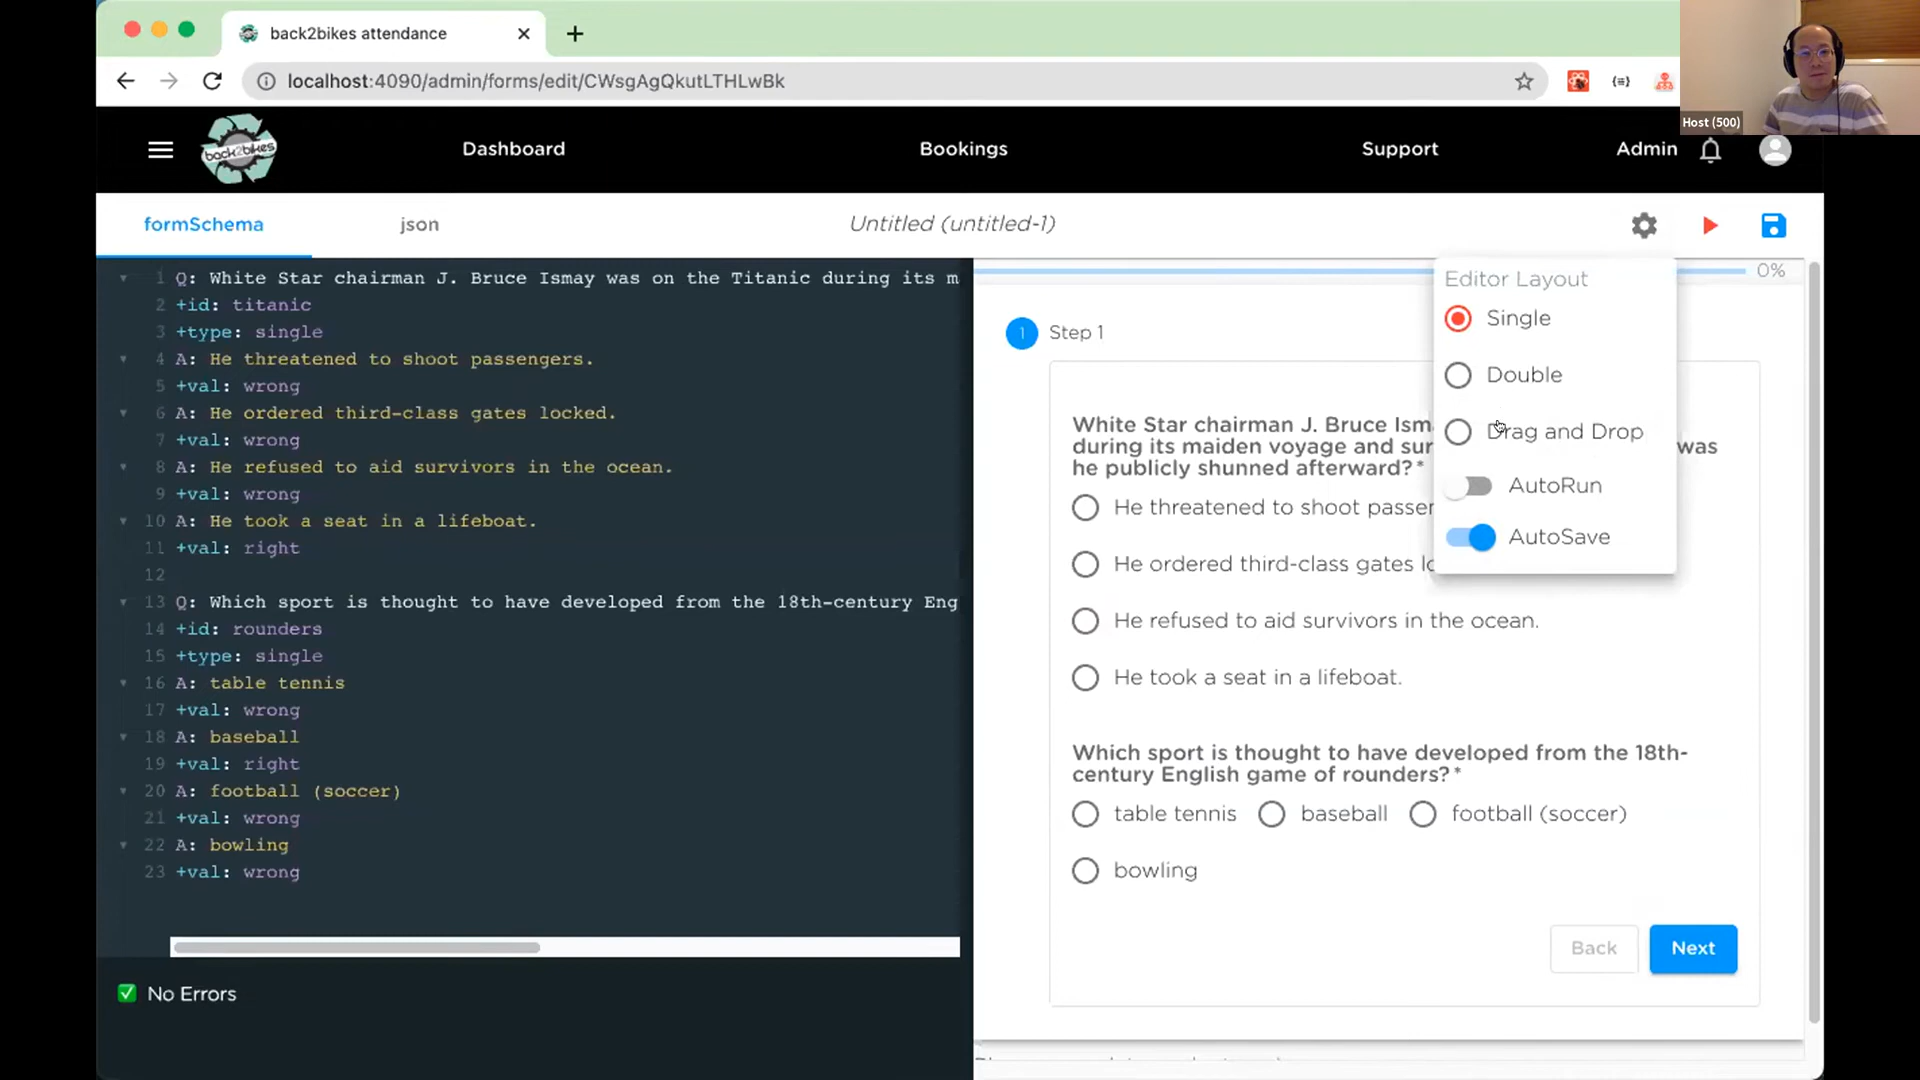 back2bikes attendance
localhost:4090/admin/forms/edit/CWsgAgQkutLTHLwBk
Host (500)
back2bikes
Dashboard
Bookings
Support
Admin
formSchema
json
Untitled (untitled-1)
1 Q: White Star chairman J. Bruce Ismay was on the Titanic during its m
2 +id: titanic
3 +type: single
4 A: He threatened to shoot passengers.
5 +val: wrong
6 A: He ordered third-class gates locked.
7 +val: wrong
8 A: He refused to aid survivors in the ocean.
9 +val: wrong
10 A: He took a seat in a lifeboat.
11 +val: right
12
13 Q: Which sport is thought to have developed from the 18th-century Eng
14 +id: rounders
15 +type: single
16 A: table tennis
17 +val: wrong
18 A: baseball
19 +val: right
20 A: football (soccer)
21 +val: wrong
22 A: bowling
23 +val: wrong
No Errors
0%
1 Step 1
White Star chairman J. Bruce Ism
during its maiden voyage and sur was
he publicly shunned afterward?*
He threatened to shoot passer
He ordered third-class gates lo
He refused to aid survivors in the ocean.
He took a seat in a lifeboat.
Which sport is thought to have developed from the 18th-
century English game of rounders?*
table tennis baseball football (soccer)
bowling
Back Next
Editor Layout
Single
Double
Drag and Drop
AutoRun
AutoSave